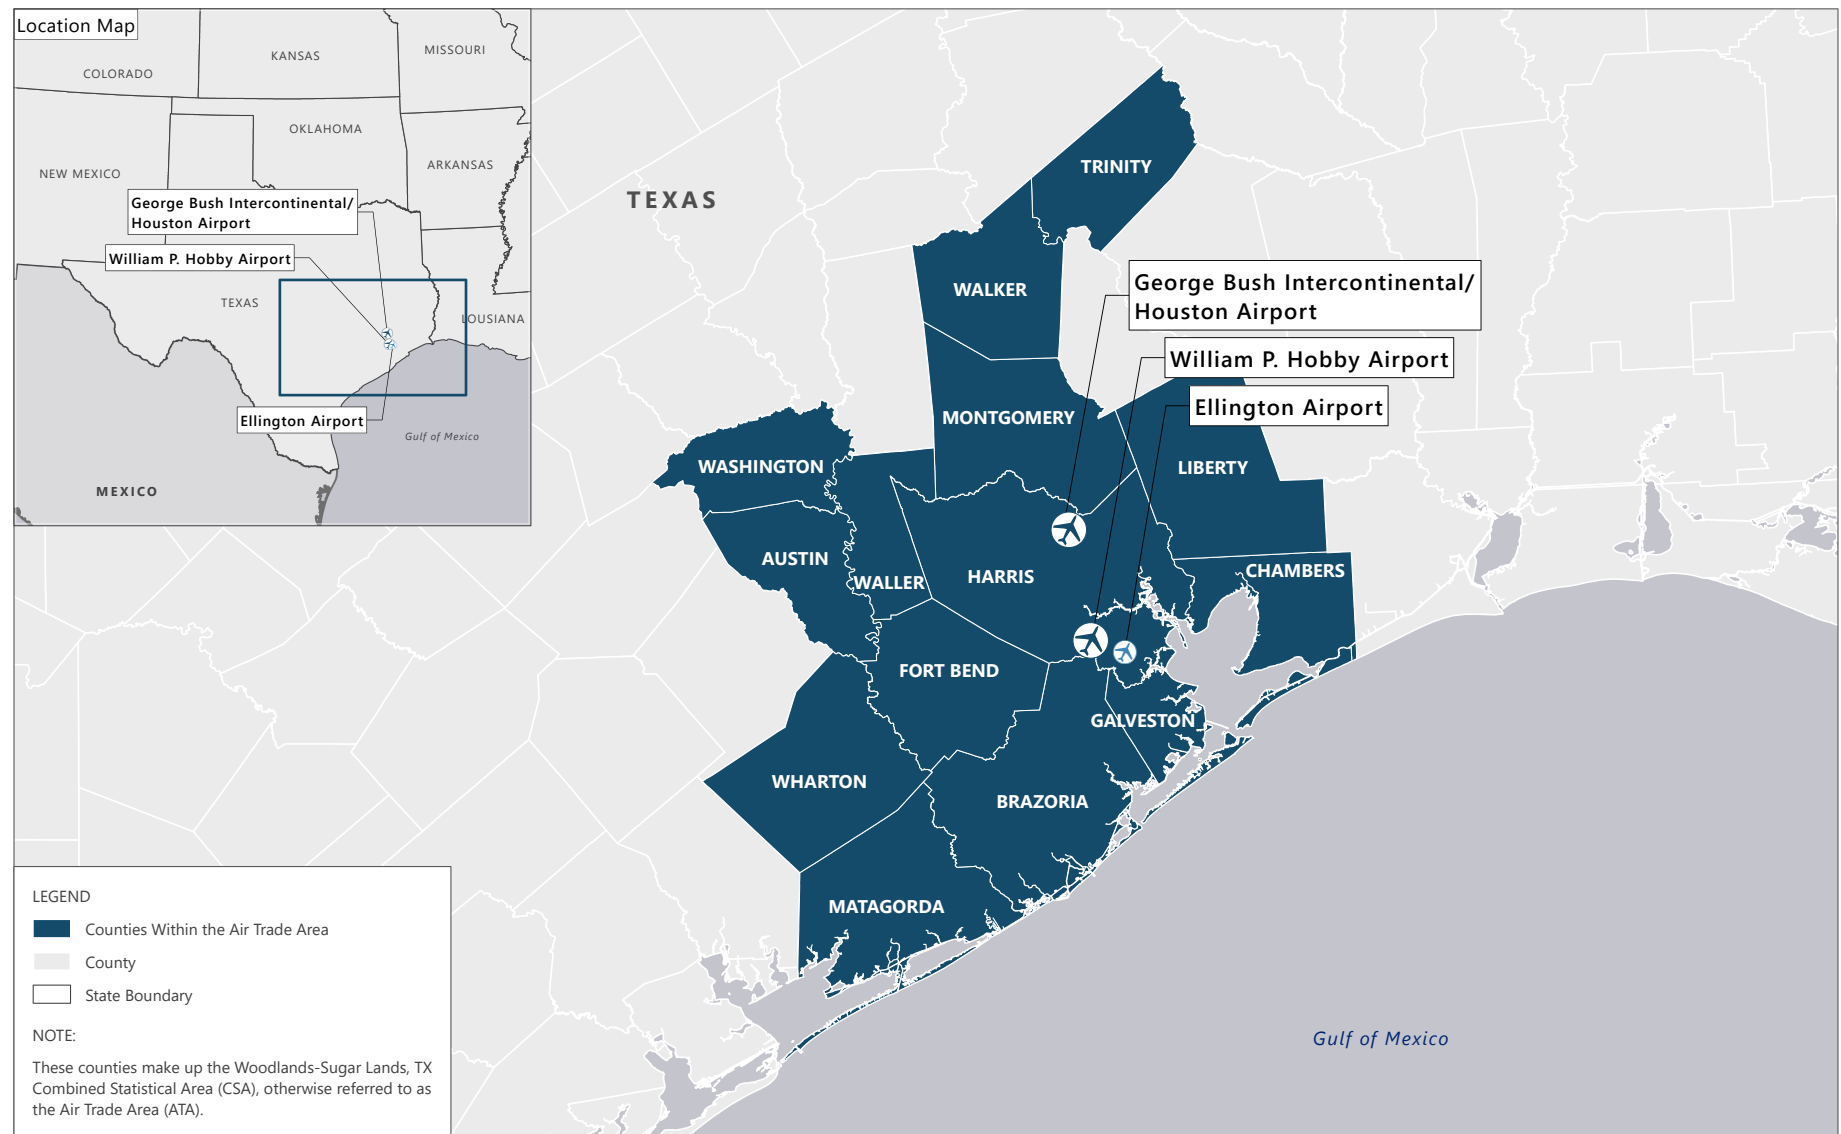 Location Map
COLORADO
KANSAS
MISSOURI
NEW MEXICO
OKLAHOMA
ARKANSAS
George Bush Intercontinental/
Houston Airport
William P. Hobby Airport
TEXAS
LOUSIANA
Ellington Airport
Gulf of Mexico
MEXICO
TEXAS
TRINITY
WALKER
George Bush Intercontinental/
Houston Airport
William P. Hobby Airport
Ellington Airport
MONTGOMERY
WASHINGTON
LIBERTY
AUSTIN
WALLER
HARRIS
CHAMBERS
FORT BEND
GALVESTON
WHARTON
BRAZORIA
MATAGORDA
Gulf of Mexico
LEGEND
Counties Within the Air Trade Area
County
State Boundary
NOTE:
These counties make up the Woodlands-Sugar Lands, TX
Combined Statistical Area (CSA), otherwise referred to as
the Air Trade Area (ATA).